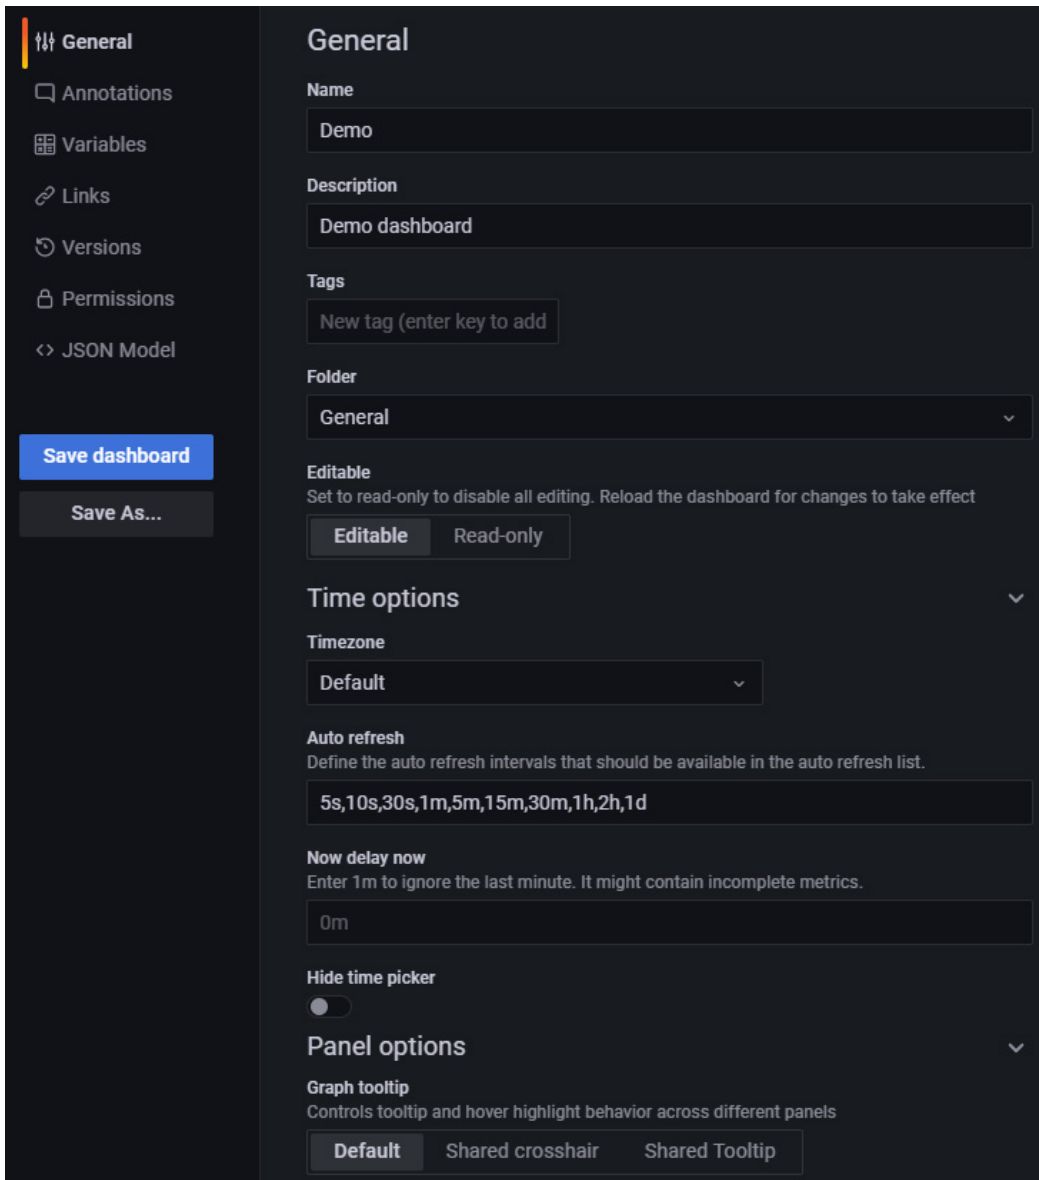 General
Annotations
Variables
Links
Versions
Permissions
JSON Model
Save dashboard
Save As...
General
Name
Demo
Description
Demo dashboard
Tags
New tag (enter key to add
Folder
General
Editable
Set to read-only to disable all editing. Reload the dashboard for changes to take effect
Editable Read-only
Time options
Timezone
Default
Auto refresh
Define the auto refresh intervals that should be available in the auto refresh list.
5s,10s,30s,1m,5m,15m,30m,1h,2h,1d
Now delay now
Enter 1m to ignore the last minute. It might contain incomplete metrics.
0m
Hide time picker
Panel options
Graph tooltip
Controls tooltip and hover highlight behavior across different panels
Default Shared crosshair Shared Tooltip